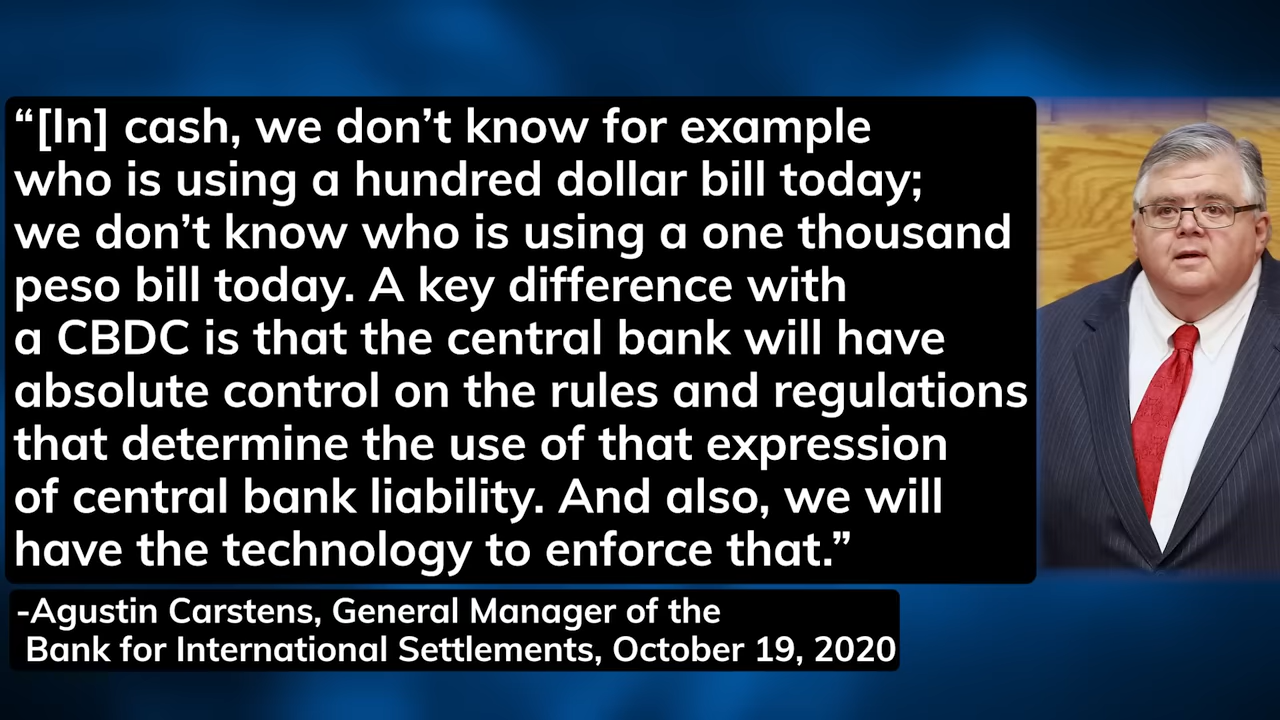 “[In] cash, we don’t know for example
who is using a hundred dollar bill today;
we don’t know who is using a one thousand
peso bill today. A key difference with
a CBDC is that the central bank will have
absolute control on the rules and regulations
that determine the use of that expression
of central bank liability. And also, we will
have the technology to enforce that.”
-Agustin Carstens, General Manager of the
Bank for International Settlements, October 19, 2020